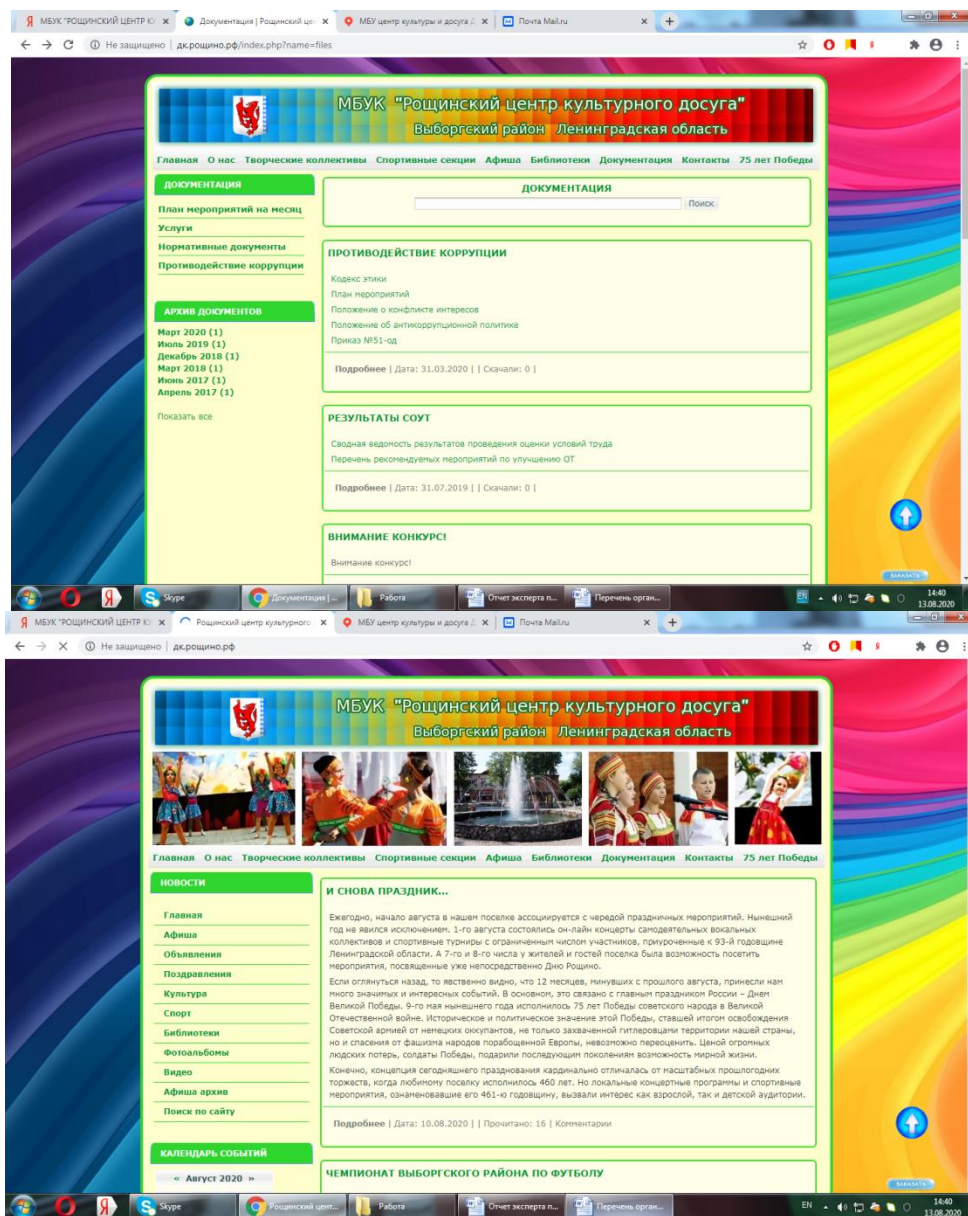 МБУК "РОЩИНСКИЙ ЦЕНТР К
Документация | Рощинский це
МБУ центр культуры и досуга
Почта Mail.ru
Не защищено | дк.рощино.рф/index.php?name=files
МБУК "Рощинский центр культурного досуга"
Выборгский район Ленинградская область
Главная О нас Творческие коллективы Спортивные секции Афиша Библиотеки Документация Контакты 75 лет Победы
ДОКУМЕНТАЦИЯ
План мероприятий на месяц
Услуги
Нормативные документы
Противодействие коррупции
АРХИВ ДОКУМЕНТОВ
Март 2020 (1)
Июль 2019 (1)
Декабрь 2018 (1)
Март 2018 (1)
Июнь 2017 (1)
Апрель 2017 (1)
Показать все
ДОКУМЕНТАЦИЯ
Поиск
ПРОТИВОДЕЙСТВИЕ КОРРУПЦИИ
Кодекс этики
План мероприятий
Положение о конфликте интересов
Положение об антикоррупционной политике
Приказ №51-од
Подробнее | Дата: 31.03.2020 | | Скачали: 0 |
РЕЗУЛЬТАТЫ СОУТ
Сводная ведомость результатов проведения оценки условий труда
Перечень рекомендуемых мероприятий по улучшению ОТ
Подробнее | Дата: 31.07.2019 | | Скачали: 0 |
ВНИМАНИЕ КОНКУРС!
Внимание конкурс!
ЗАКАЗАТЬ
Skype
Документация | ...
Работа
Отчет эксперта п...
Перечень орган...
EN
14:40
13.08.2020
МБУК "РОЩИНСКИЙ ЦЕНТР К
Рощинский центр культурного
МБУ центр культуры и досуга
Почта Mail.ru
Не защищено | дк.рощино.рф
МБУК "Рощинский центр культурного досуга"
Выборгский район Ленинградская область
Главная О нас Творческие коллективы Спортивные секции Афиша Библиотеки Документация Контакты 75 лет Победы
НОВОСТИ
Главная
Афиша
Объявления
Поздравления
Культура
Спорт
Библиотеки
Фотоальбомы
Видео
Афиша архив
Поиск по сайту
КАЛЕНДАРЬ СОБЫТИЙ
« Август 2020 »
И СНОВА ПРАЗДНИК...
Ежегодно, начало августа в нашем поселке ассоциируется с чередой праздничных мероприятий. Нынешний
год не явился исключением. 1-го августа состоялись он-лайн концерты самодеятельных вокальных
коллективов и спортивные турниры с ограниченным числом участников, приуроченные к 93-й годовщине
Ленинградской области. А 7-го и 8-го числа у жителей и гостей поселка была возможность посетить
мероприятия, посвященные уже непосредственно Дню Рощино.
Если оглянуться назад, то явственно видно, что 12 месяцев, минувших с прошлого августа, принесли нам
много значимых и интересных событий. В основном, это связано с главным праздником России – Днем
Великой Победы. 9-го мая нынешнего года исполнилось 75 лет Победы советского народа в Великой
Отечественной войне. Историческое и политическое значение этой Победы, ставшей итогом освобождения
Советской армией от немецких оккупантов, не только захваченной гитлеровцами территории нашей страны,
но и спасения от фашизма народов порабощенной Европы, невозможно переоценить. Ценой огромных
людских потерь, солдаты Победы, подарили последующим поколениям возможность мирной жизни.
Конечно, концепция сегодняшнего празднования кардинально отличалась от масштабных прошлогодних
торжеств, когда любимому поселку исполнилось 460 лет. Но локальные концертные программы и спортивные
мероприятия, ознаменовавшие его 461-ю годовщину, вызвали интерес как взрослой, так и детской аудитории.
Подробнее | Дата: 10.08.2020 | | Прочитано: 16 | Комментарии
ЧЕМПИОНАТ ВЫБОРГСКОГО РАЙОНА ПО ФУТБОЛУ
ЗАКАЗАТЬ
Skype
Рощинский цент...
Работа
Отчет эксперта п...
Перечень орган...
EN
14:40
13.08.2020